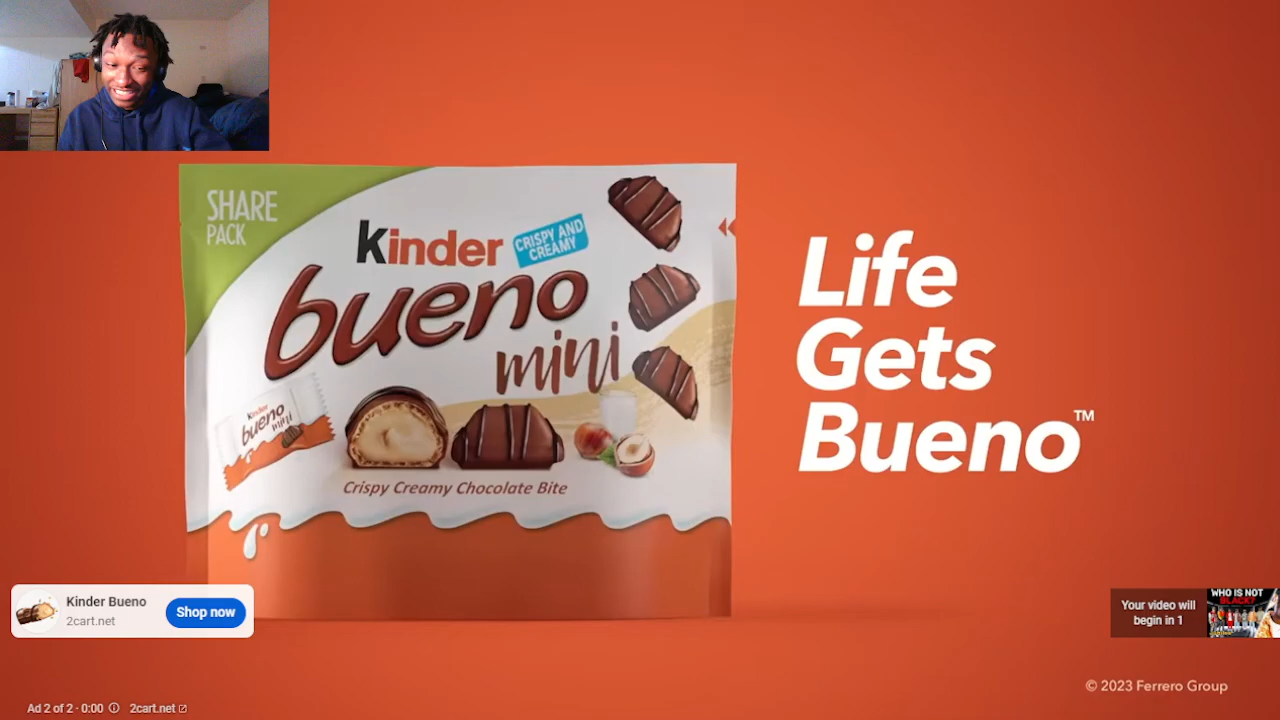 SHARE
PACK
kinder
CRISPY AND
CREAMY
bueno
mini
Kinder
bueno
mini
Crispy Creamy Chocolate Bite
Life
Gets
Bueno™
Kinder Bueno
2cart.net
Shop now
Your video will
begin in 1
WHO IS NOT
BLACK?
© 2023 Ferrero Group
Ad 2 of 2 · 0:00
2cart.net